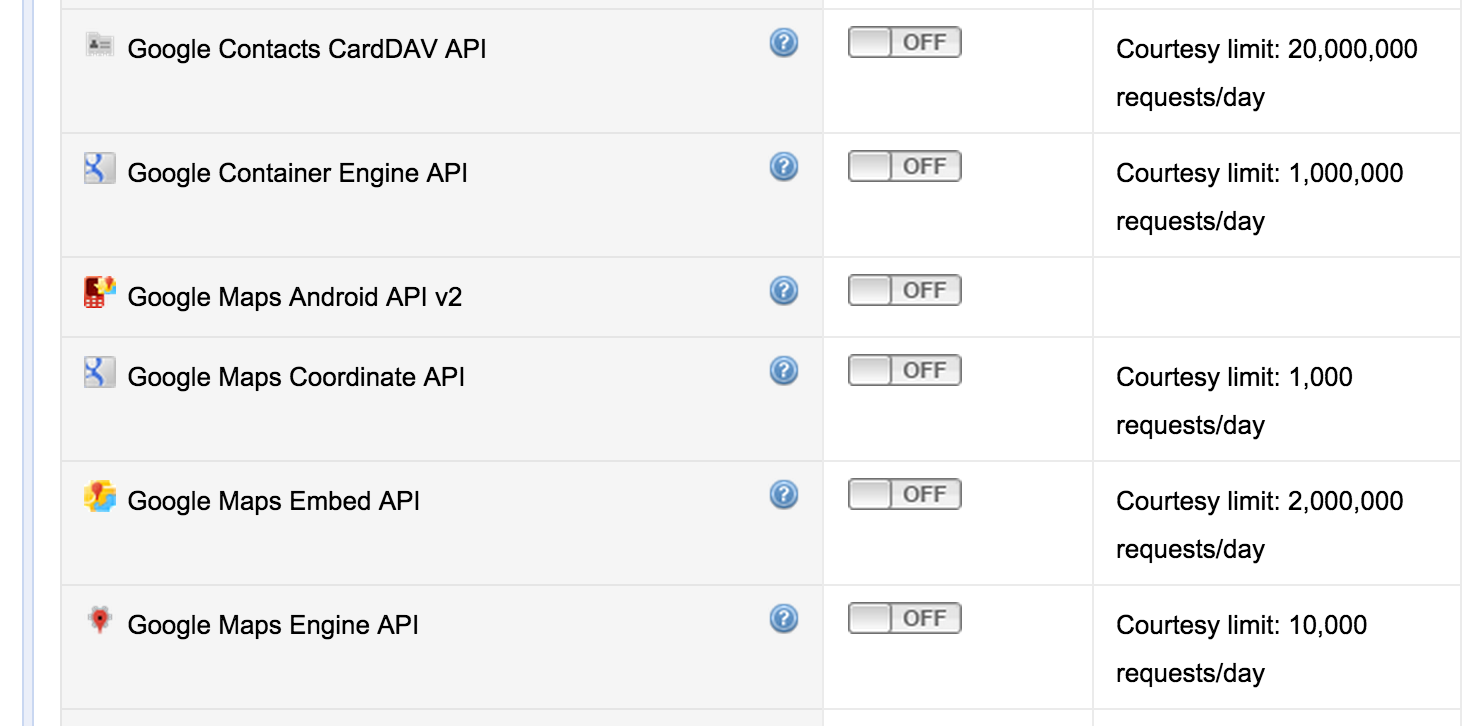 Google Contacts CardDAV API ? OFF Courtesy limit: 20,000,000
requests/day
Google Container Engine API ? OFF Courtesy limit: 1,000,000
requests/day
Google Maps Android API v2 ? OFF
Google Maps Coordinate API ? OFF Courtesy limit: 1,000
requests/day
Google Maps Embed API ? OFF Courtesy limit: 2,000,000
requests/day
Google Maps Engine API ? OFF Courtesy limit: 10,000
requests/day